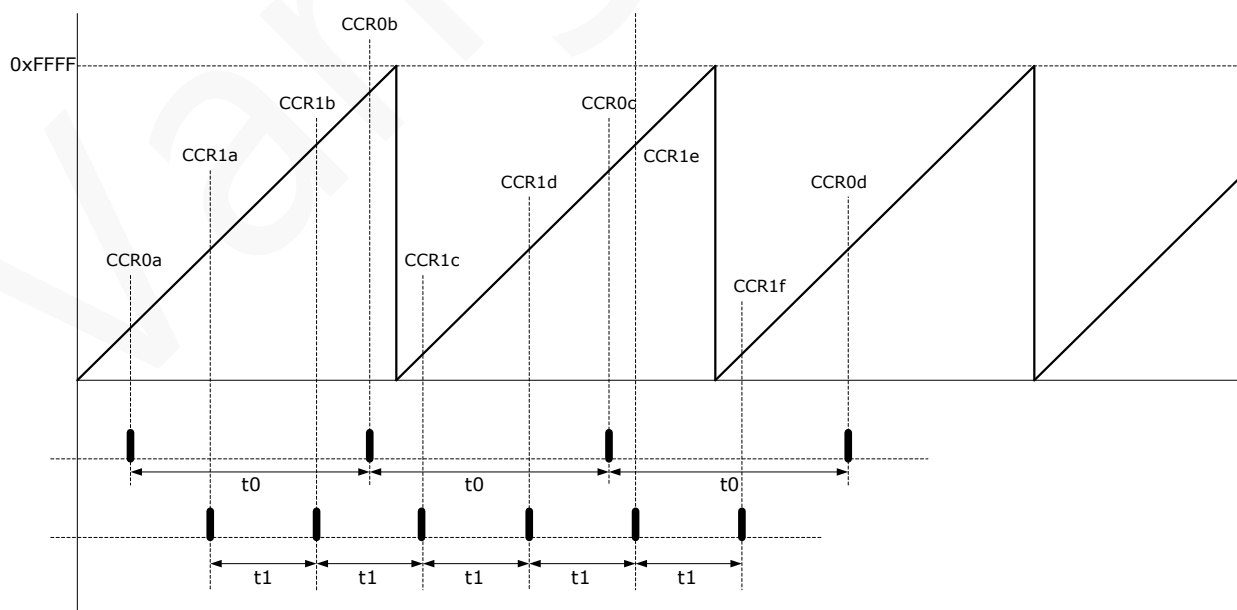 CCR0b
0xFFFF
CCR1b
CCR0c
CCR1a
CCR1e
CCR1d
CCR0d
CCR0a
CCR1c
CCR1f
t0
t0
t0
t1
t1
t1
t1
t1